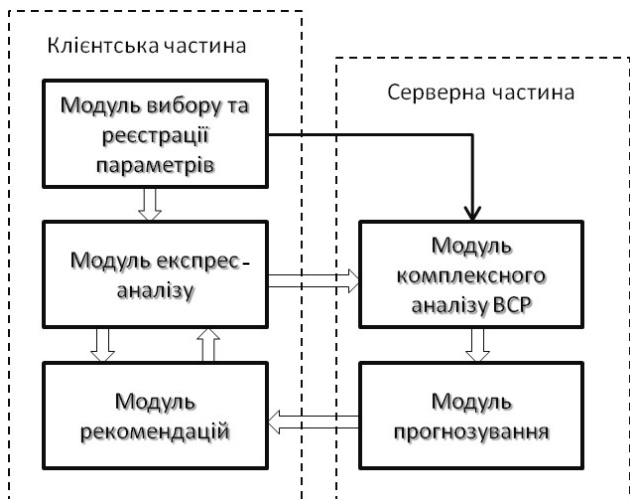 Клієнтська частина
Модуль вибору та
реєстрації
параметрів
Модуль експрес-
аналізу
Модуль
рекомендацій
Серверна частина
Модуль
комплексного
аналізу ВСР
Модуль
прогнозування